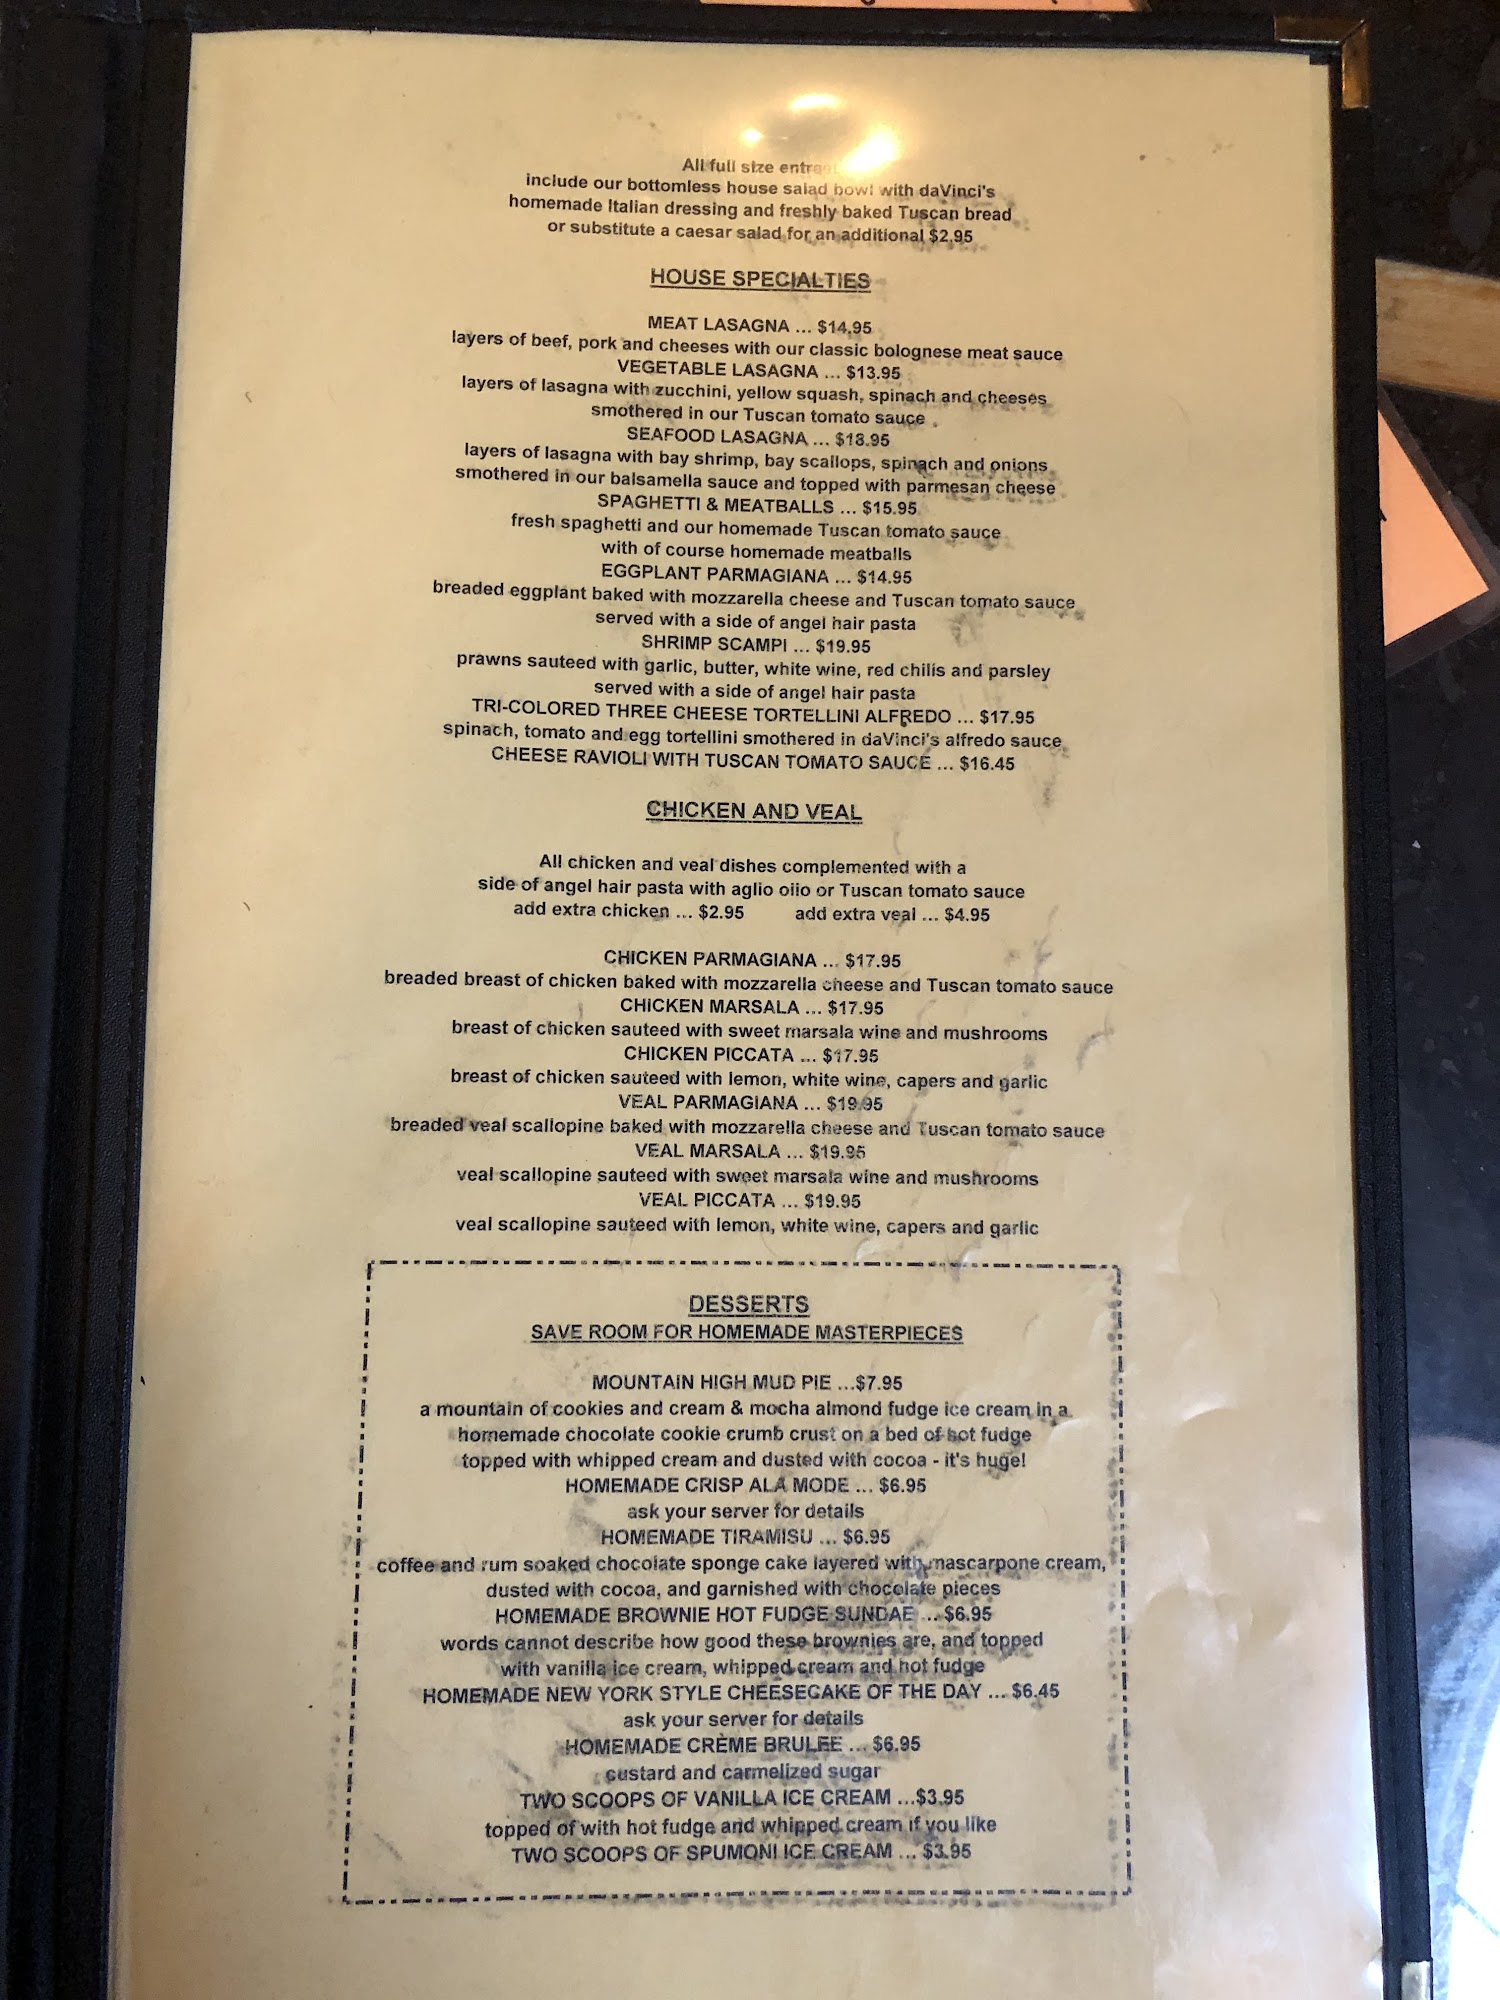 All full size
include our bottomless house salad bowl with daVinci's
homemade Italian dressing and freshly baked Tuscan bread
or substitute a caesar salad for an additional $2.95
HOUSE SPECIALTIES
MEAT LASAGNA ... $14.95
layers of beef, pork and cheeses with our classic bolognese meat sauce
VEGETABLE LASAGNA ... $13.95
layers of lasagna with zucchini, yellow squash, spinach and cheeses
smothered in our Tuscan tomato sauce
SEAFOOD LASAGNA ... $18.95
layers of lasagna with bay shrimp, bay scallops, spinach and onions
smothered in our balsamella sauce and topped with parmesan cheese
SPAGHETTI & MEATBALLS ... $15.95
fresh spaghetti and our homemade Tuscan tomato sauce
with of course homemade meatballs
EGGPLANT PARMAGIANA ... $14.95
breaded eggplant baked with mozzarella cheese and Tuscan tomato sauce
served with a side of angel hair pasta
SHRIMP SCAMPI ... $19.95
prawns sauteed with garlic, butter, white wine, red chilis and parsley
served with a side of angel hair pasta
TRI-COLORED THREE CHEESE TORTELLINI ALFREDO ... $17.95
spinach, tomato and egg tortellini smothered in daVinci's alfredo sauce
CHEESE RAVIOLI WITH TUSCAN TOMATO SAUCE ... $16.45
CHICKEN AND VEAL
All chicken and veal dishes complemented with a
side of angel hair pasta with aglio olio or Tuscan tomato sauce
add extra chicken ... $2.95 add extra veal ... $4.95
CHICKEN PARMAGIANA ... $17.95
breaded breast of chicken baked with mozzarella cheese and Tuscan tomato sauce
CHICKEN MARSALA ... $17.95
breast of chicken sauteed with sweet marsala wine and mushrooms
CHICKEN PICCATA ... $17.95
breast of chicken sauteed with lemon, white wine, capers and garlic
VEAL PARMAGIANA ... $19.95
breaded veal scallopine baked with mozzarella cheese and Tuscan tomato sauce
VEAL MARSALA ... $19.95
veal scallopine sauteed with sweet marsala wine and mushrooms
VEAL PICCATA ... $19.95
veal scallopine sauteed with lemon, white wine, capers and garlic
DESSERTS
SAVE ROOM FOR HOMEMADE MASTERPIECES
MOUNTAIN HIGH MUD PIE ...$7.95
a mountain of cookies and cream & mocha almond fudge ice cream in a
homemade chocolate cookie crumb crust on a bed of hot fudge
topped with whipped cream and dusted with cocoa - it's huge!
HOMEMADE CRISP ALA MODE ... $6.95
ask your server for details
HOMEMADE TIRAMISU ... $6.95
coffee and rum soaked chocolate sponge cake layered with mascarpone cream,
dusted with cocoa, and garnished with chocolate pieces
HOMEMADE BROWNIE HOT FUDGE SUNDAE ... $6.95
words cannot describe how good these brownies are, and topped
with vanilla ice cream, whipped cream and hot fudge
HOMEMADE NEW YORK STYLE CHEESECAKE OF THE DAY ... $6.45
ask your server for details
HOMEMADE CRÈME BRULEE ... $6.95
custard and carmelized sugar
TWO SCOOPS OF VANILLA ICE CREAM ...$3.95
topped of with hot fudge and whipped cream if you like
TWO SCOOPS OF SPUMONI ICE CREAM ... $3.95